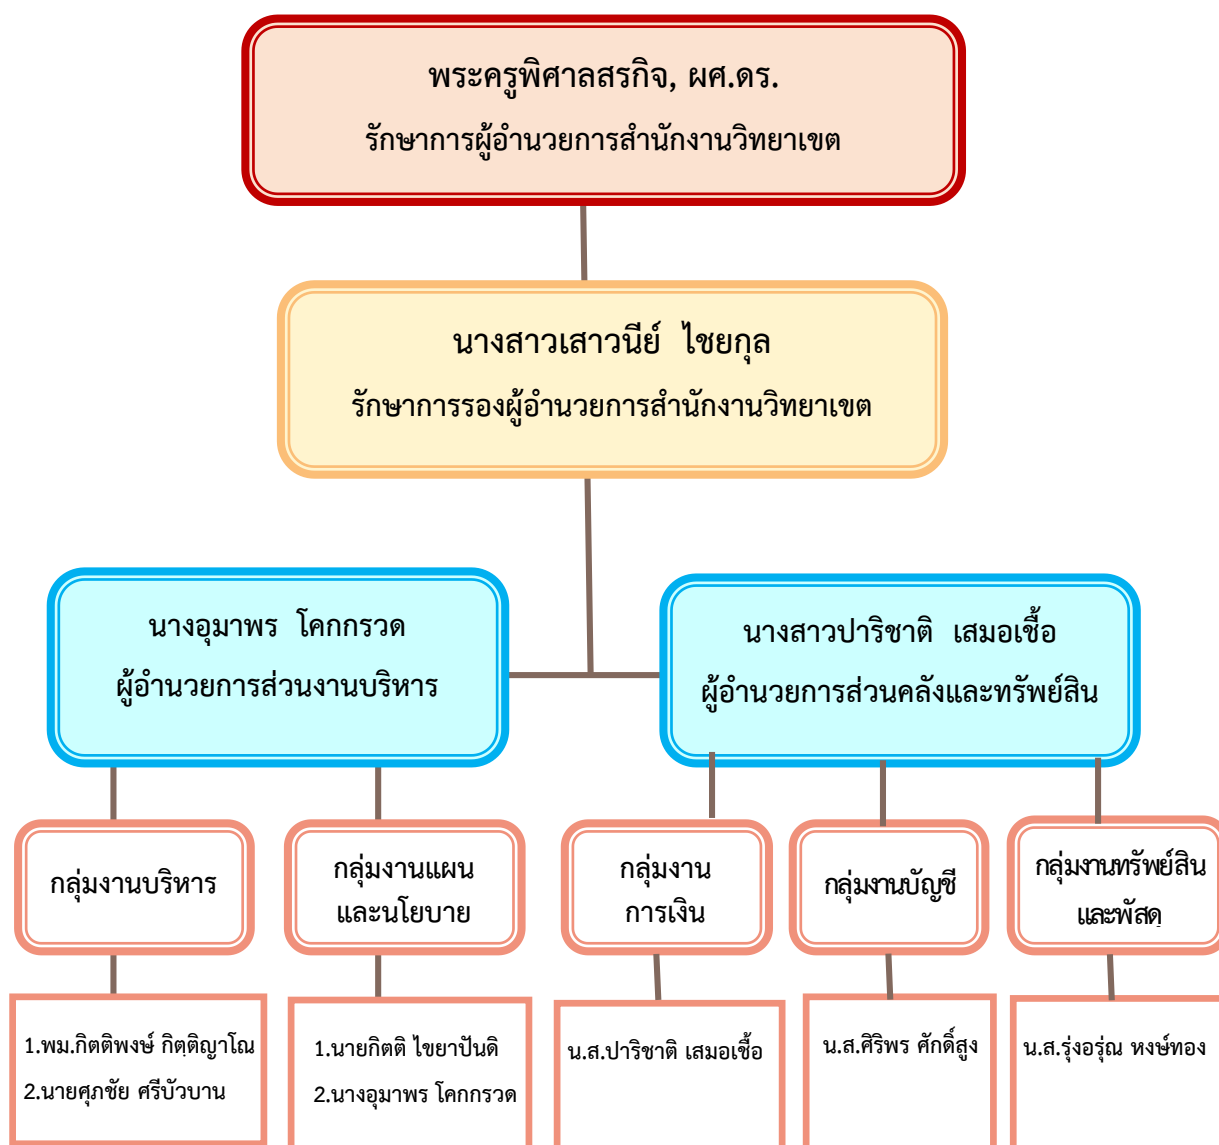 พระครูพิศาลสรกิจ, ผศ.ดร.
รักษาการผู้อำนวยการสำนักงานวิทยาเขต
นางสาวเสาวนีย์ ไชยกุล
รักษาการรองผู้อำนวยการสำนักงานวิทยาเขต
นางอุมาพร โคกกรวด
ผู้อำนวยการส่วนงานบริหาร
นางสาวปาริชาติ เสมอเชื้อ
ผู้อำนวยการส่วนคลังและทรัพย์สิน
กลุ่มงานบริหาร
กลุ่มงานแผน
และนโยบาย
กลุ่มงาน
การเงิน
กลุ่มงานบัญชี
กลุ่มงานทรัพย์สิน
และพัสดุ
1.พม.กิตติพงษ์ กิตฺติญาโณ
2.นายศุภชัย ศรีบัวบาน
1.นายกิตติ ไขยาปันดิ
2.นางอุมาพร โคกกรวด
น.ส.ปาริชาติ เสมอเชื้อ
น.ส.ศิริพร ศักดิ์สูง
น.ส.รุ่งอรุ่ณ หงษ์ทอง